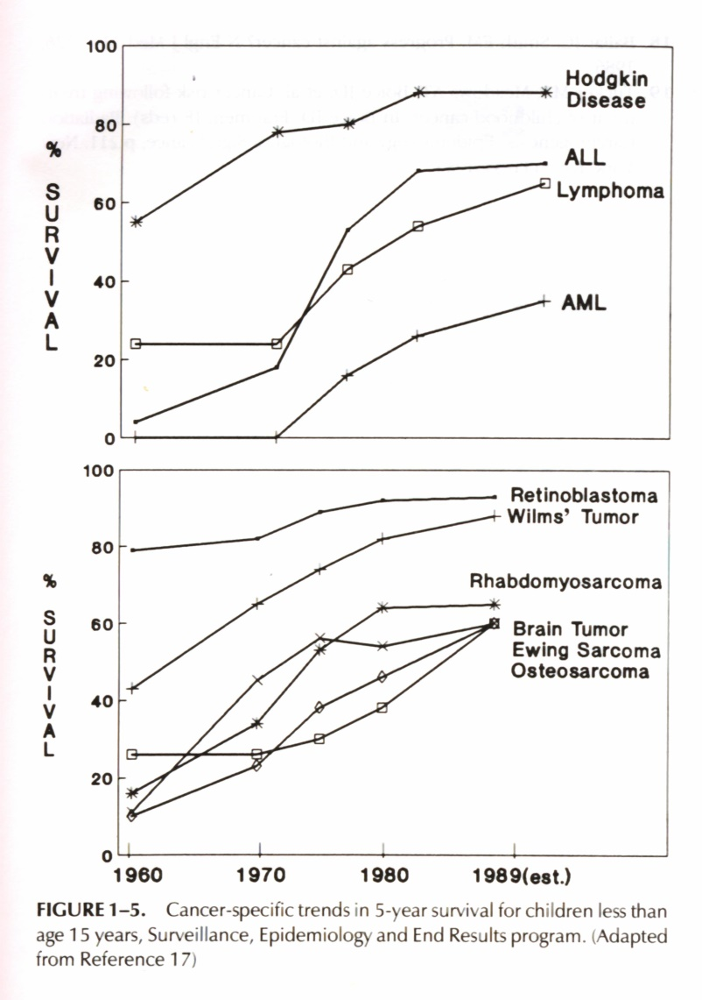 100
80
60
40
20
0
% SURVIVAL
Hodgkin
Disease
ALL
Lymphoma
AML
100
80
60
40
20
0
% SURVIVAL
Retinoblastoma
Wilms' Tumor
Rhabdomyosarcoma
Brain Tumor
Ewing Sarcoma
Osteosarcoma
1960 1970 1980 1989(est.)
FIGURE 1–5. Cancer-specific trends in 5-year survival for children less than
age 15 years, Surveillance, Epidemiology and End Results program. (Adapted
from Reference 17)